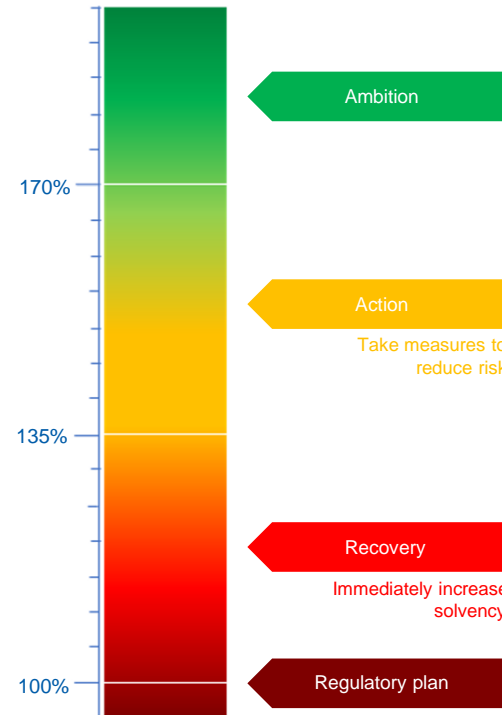 Ambition
170%
Action
Take measures to
reduce risk
135%
Recovery
Immediately increase
solvency
Regulatory plan
100%